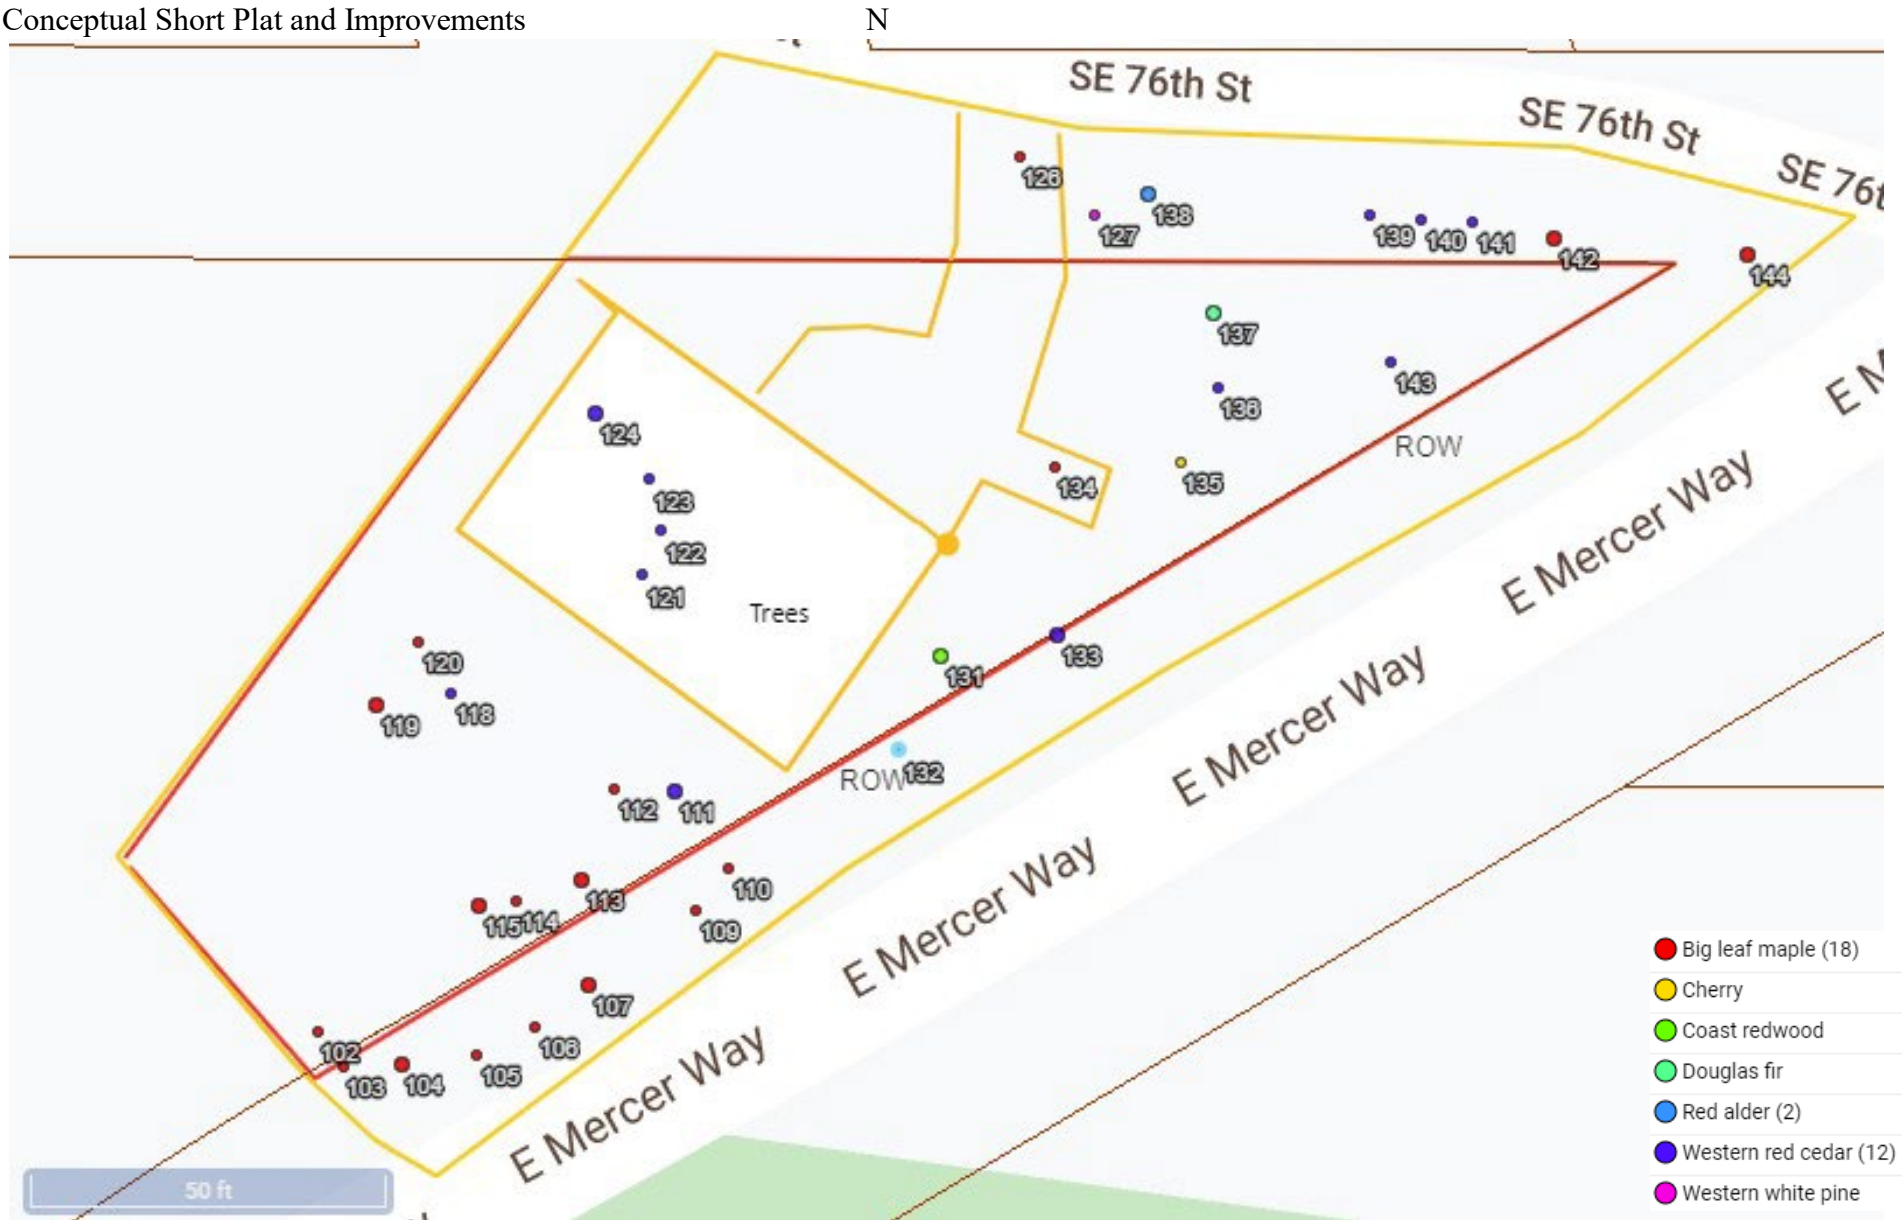 Conceptual Short Plat and Improvements
N
SE 76th St
SE 76th St
SE 76t
126
138
127
139
140
141
142
144
137
143
136
E M
124
ROW
134
135
123
E Mercer Way
122
121
Trees
133
120
131
E Mercer Way
118
119
132
ROW
112
111
E Mercer Way
110
113
115
114
109
107
Big leaf maple (18)
Cherry
106
102
Coast redwood
105
104
103
E Mercer Way
Douglas fir
Red alder (2)
Western red cedar (12)
50 ft
Western white pine